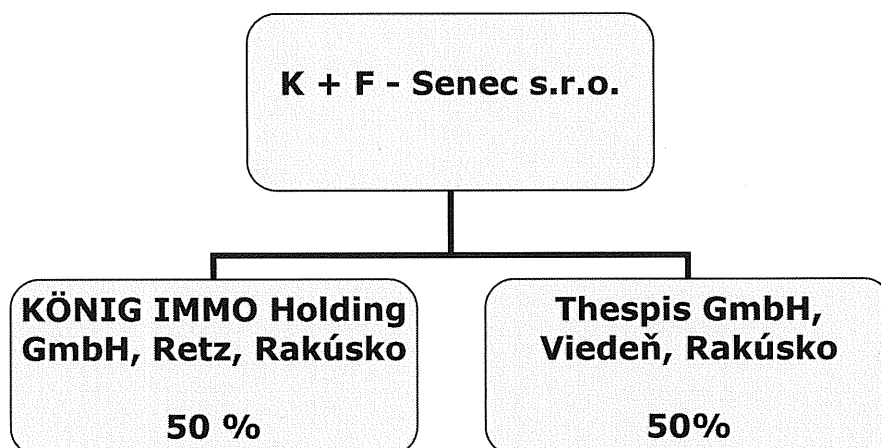 K + F - Senec s.r.o.
KÖNIG IMMO Holding
GmbH, Retz, Rakúsko
50 %
Thespis GmbH,
Viedeň, Rakúsko
50%